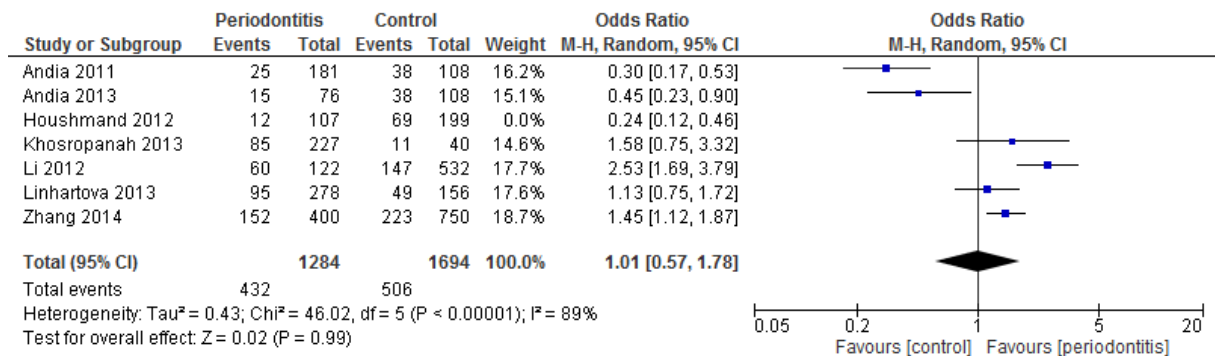 Periodontitis Control Odds Ratio Odds Ratio
Study or Subgroup Events Total Events Total Weight M-H, Random, 95% CI M-H, Random, 95% CI
Andia 2011 25 181 38 108 16.2% 0.30 [0.17, 0.53]
Andia 2013 15 76 38 108 15.1% 0.45 [0.23, 0.90]
Houshmand 2012 12 107 69 199 0.0% 0.24 [0.12, 0.46]
Khosropanah 2013 85 227 11 40 14.6% 1.58 [0.75, 3.32]
Li 2012 60 122 147 532 17.7% 2.53 [1.69, 3.79]
Linhartova 2013 95 278 49 156 17.6% 1.13 [0.75, 1.72]
Zhang 2014 152 400 223 750 18.7% 1.45 [1.12, 1.87]
Total (95% CI) 1284 1694 100.0% 1.01 [0.57, 1.78]
Total events 432 506
Heterogeneity: Tau² = 0.43; Chi² = 46.02, df = 5 (P < 0.00001); I² = 89%
Test for overall effect: Z = 0.02 (P = 0.99)
0.05 0.2 1 5 20
Favours [control] Favours [periodontitis]